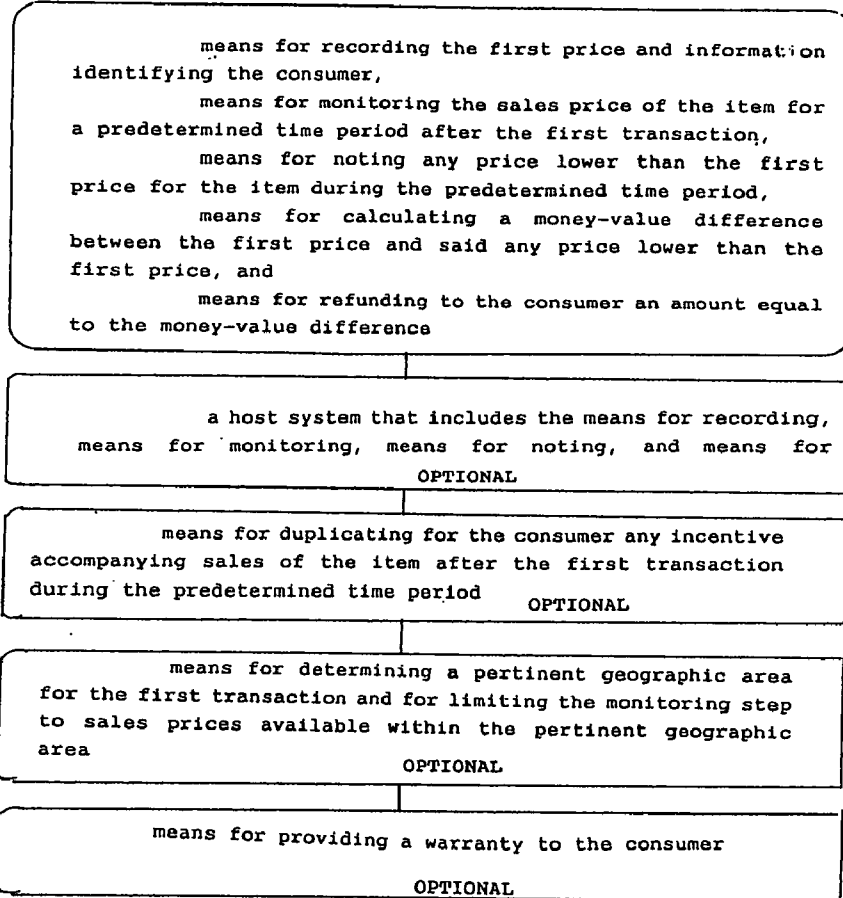 means for recording the first price and information
identifying the consumer,
means for monitoring the sales price of the item for
a predetermined time period after the first transaction,
means for noting any price lower than the first
price for the item during the predetermined time period,
means for calculating a money-value difference
between the first price and said any price lower than the
first price, and
means for refunding to the consumer an amount equal
to the money-value difference
a host system that includes the means for recording,
means for monitoring, means for noting, and means for
OPTIONAL
means for duplicating for the consumer any incentive
accompanying sales of the item after the first transaction
during the predetermined time period
OPTIONAL
means for determining a pertinent geographic area
for the first transaction and for limiting the monitoring step
to sales prices available within the pertinent geographic
area
OPTIONAL
means for providing a warranty to the consumer
OPTIONAL